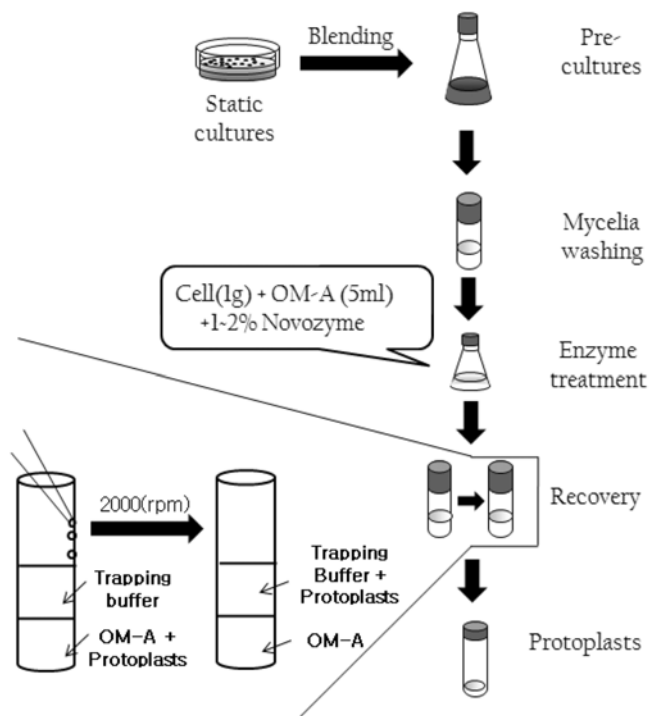 Blending
Static
cultures
Pre-
cultures
Mycelia
washing
Cell(1g) + OM-A (5ml)
+1~2% Novozyme
Enzyme
treatment
2000(rpm)
Trapping
buffer
OM-A +
Protoplasts
Trapping
Buffer +
Protoplasts
OM-A
Recovery
Protoplasts